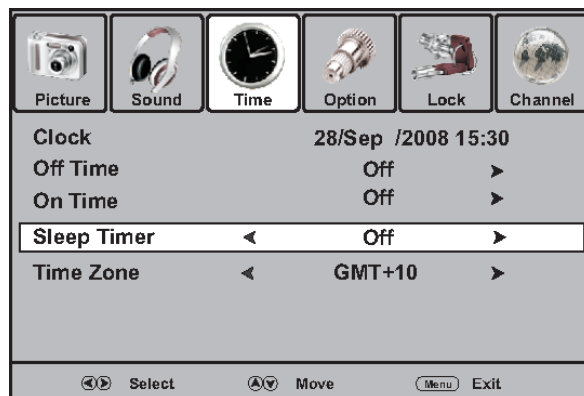 Picture Sound Time Option Lock Channel
Clock 28/Sep /2008 15:30
Off Time Off
On Time Off
Sleep Timer Off
Time Zone GMT+10
Select Move Menu Exit